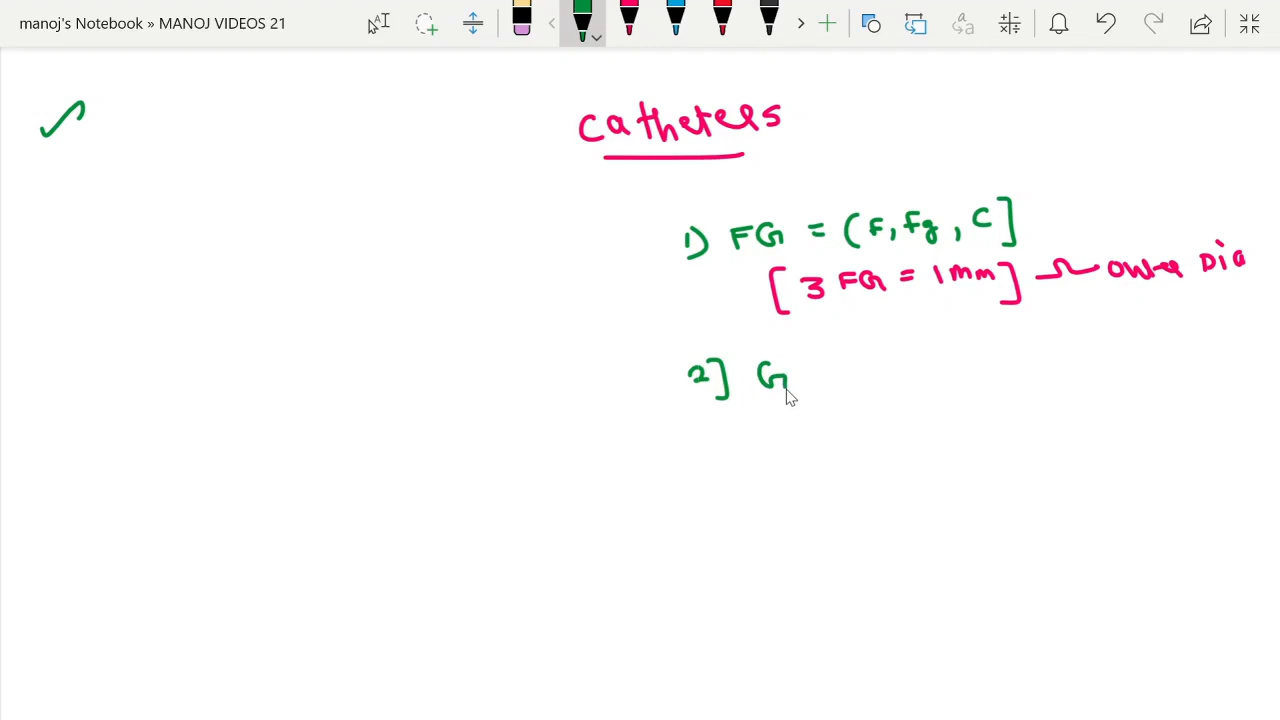 manoj's Notebook » MANOJ VIDEOS 21
Catheters
1) FG = (F, Fg, C]
[3 FG = 1mm] outer Dia
2] G